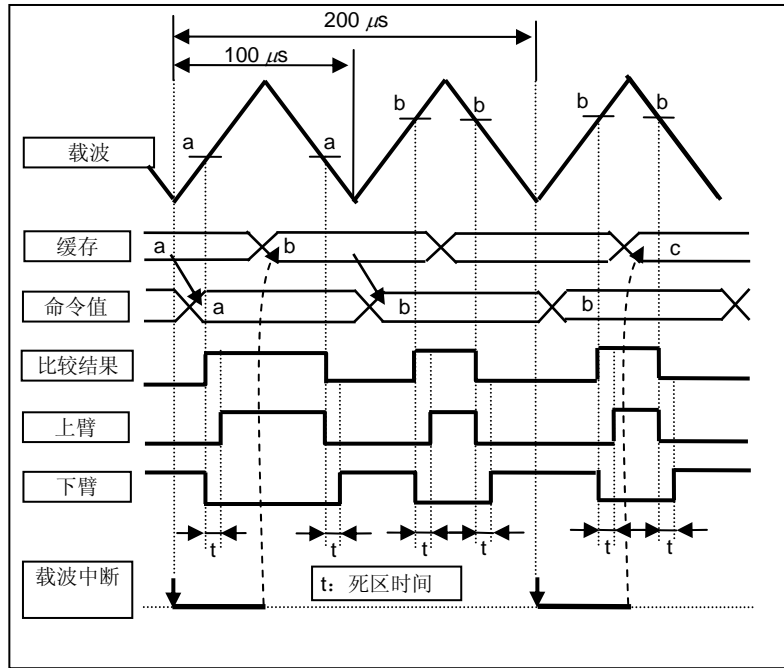 200 μs
100 μs
b b b b
a a
载波
缓存
a b c
命令值
a b b
比较结果
上臂
下臂
t t t t t t
载波中断
t：死区时间